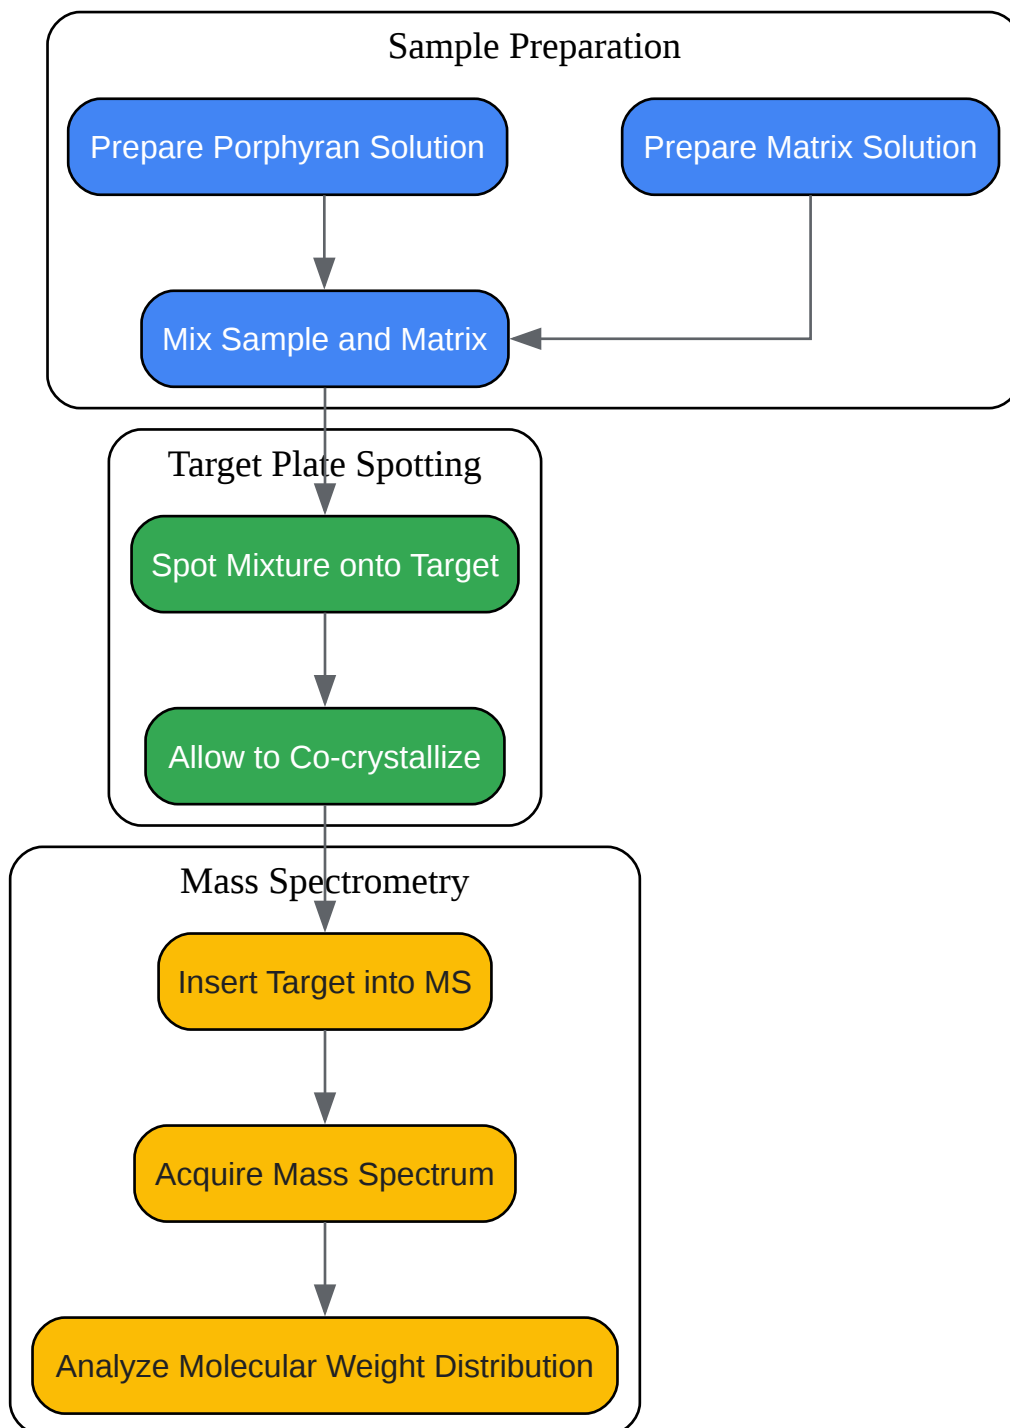 Sample Preparation
Prepare Porphyran Solution
Prepare Matrix Solution
Mix Sample and Matrix
Target Plate Spotting
Spot Mixture onto Target
Allow to Co-crystallize
Mass Spectrometry
Insert Target into MS
Acquire Mass Spectrum
Analyze Molecular Weight Distribution